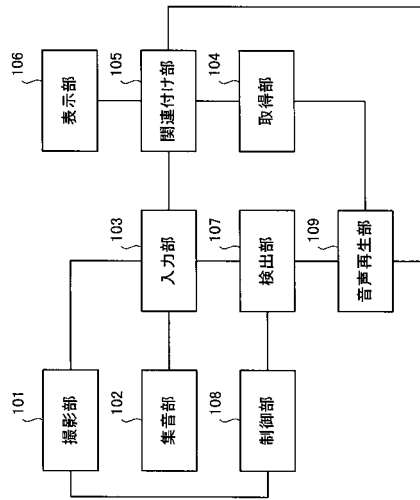 101
撮影部
102
集音部
108
制御部
103
入力部
107
検出部
109
音声再生部
106
表示部
105
関連付け部
104
取得部